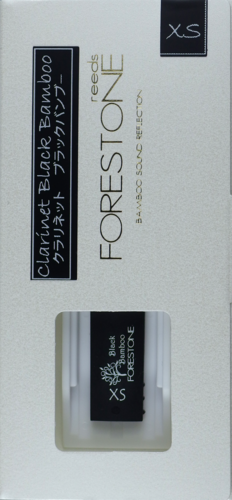 XS
Clarinet Black Bamboo
クラリネット ブラックバンブー
FORESTONE
reeds
BAMBOO SOUND REFLECTION
Black
Bamboo
FORESTONE
XS